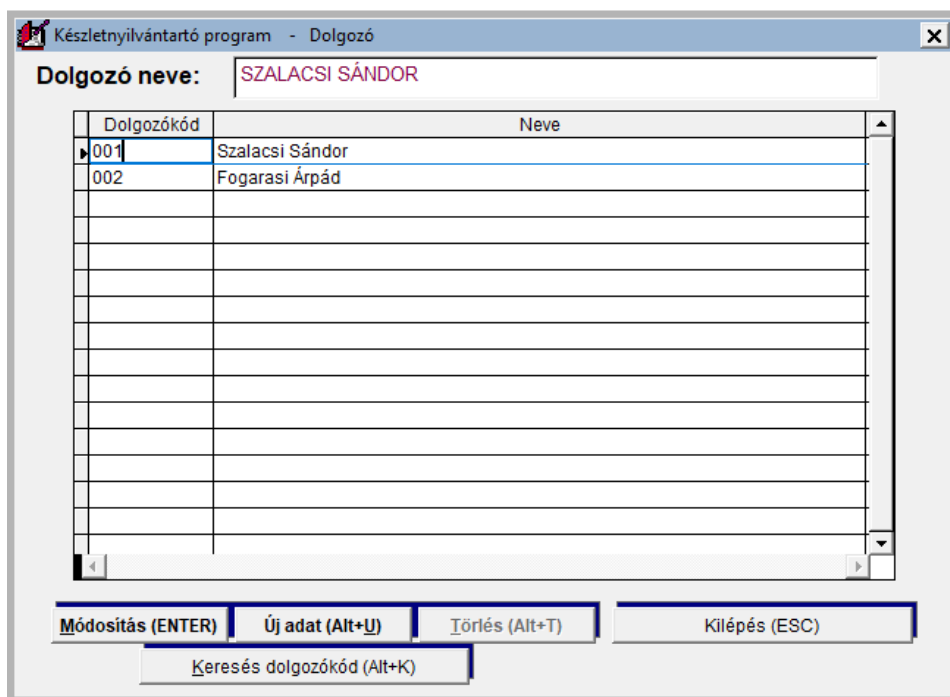 Készletnyilvántartó program - Dolgozó
Dolgozó neve: SZALACSI SÁNDOR
Dolgozókód Neve
001 Szalacsi Sándor
002 Fogarasi Árpád
Módosítás (ENTER) Új adat (Alt+U) Törlés (Alt+T) Kilépés (ESC)
Keresés dolgozókód (Alt+K)